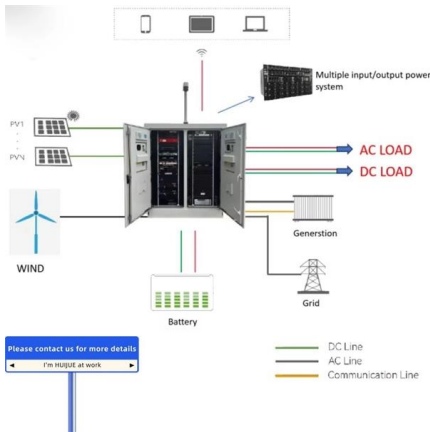 Multiple input/output power
system
PV1
PVN
AC LOAD
DC LOAD
Generstion
WIND
Battery
Grid
Please contact us for more details
I'm HUIJUE at work
DC Line
AC Line
Communication Line